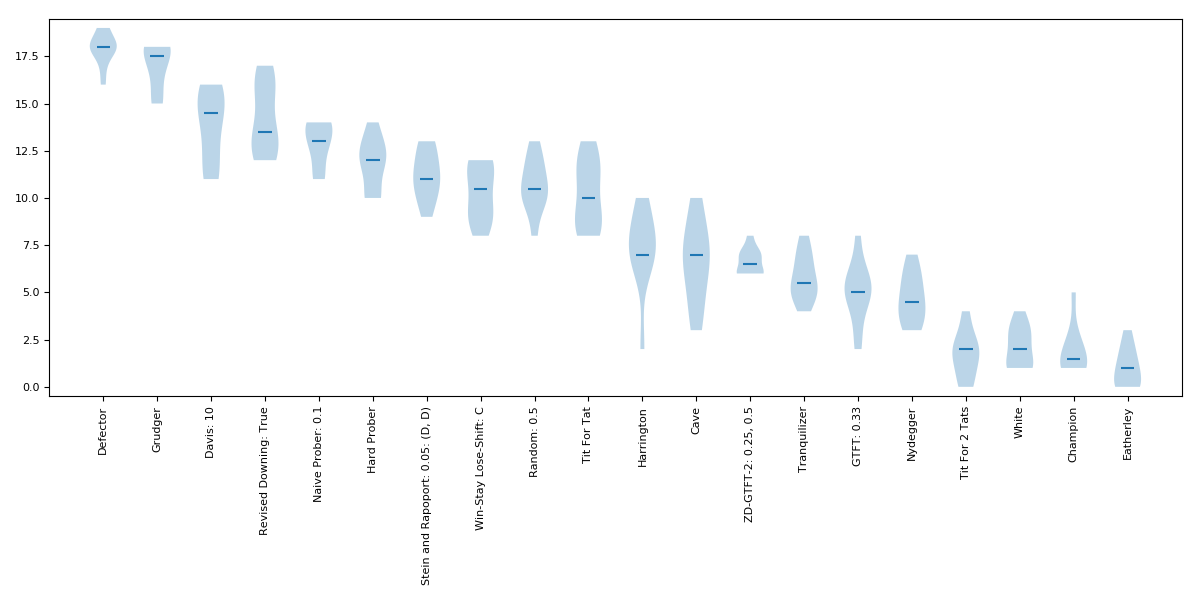 17.5
15.0
12.5
10.0
7.5
5.0
2.5
0.0
Defector
Grudger
Davis: 10
Revised Downing: True
Naive Prober: 0.1
Hard Prober
Stein and Rapoport: 0.05: (D, D)
Win-Stay Lose-Shift: C
Random: 0.5
Tit For Tat
Harrington
Cave
ZD-GTFT-2: 0.25, 0.5
Tranquilizer
GTFT: 0.33
Nydegger
Tit For 2 Tats
White
Champion
Eatherley